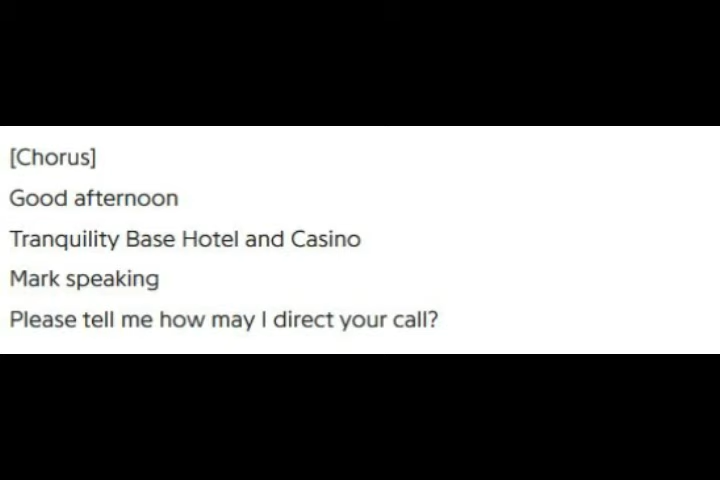 [Chorus]
Good afternoon
Tranquility Base Hotel and Casino
Mark speaking
Please tell me how may I direct your call?